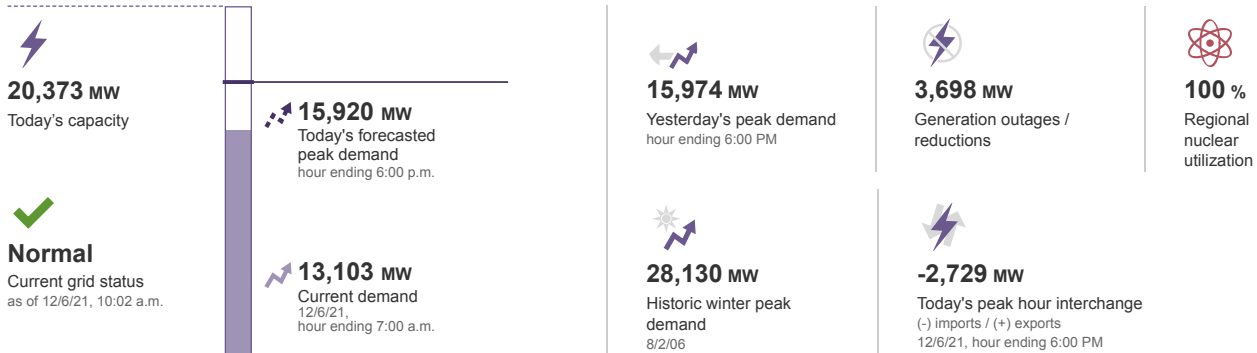 20,373 MW
Today's capacity
Normal
Current grid status
as of 12/6/21, 10:02 a.m.
15,920 MW
Today's forecasted
peak demand
hour ending 6:00 p.m.
13,103 MW
Current demand
12/6/21,
hour ending 7:00 a.m.
15,974 MW
Yesterday's peak demand
hour ending 6:00 PM
3,698 MW
Generation outages /
reductions
100 %
Regional
nuclear
utilization
28,130 MW
Historic winter peak
demand
8/2/06
-2,729 MW
Today's peak hour interchange
(-) imports / (+) exports
12/6/21, hour ending 6:00 PM